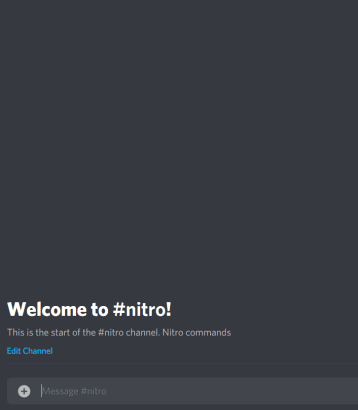 Welcome to #nitro!
This is the start of the #nitro channel. Nitro commands
Edit Channel
Message #nitro